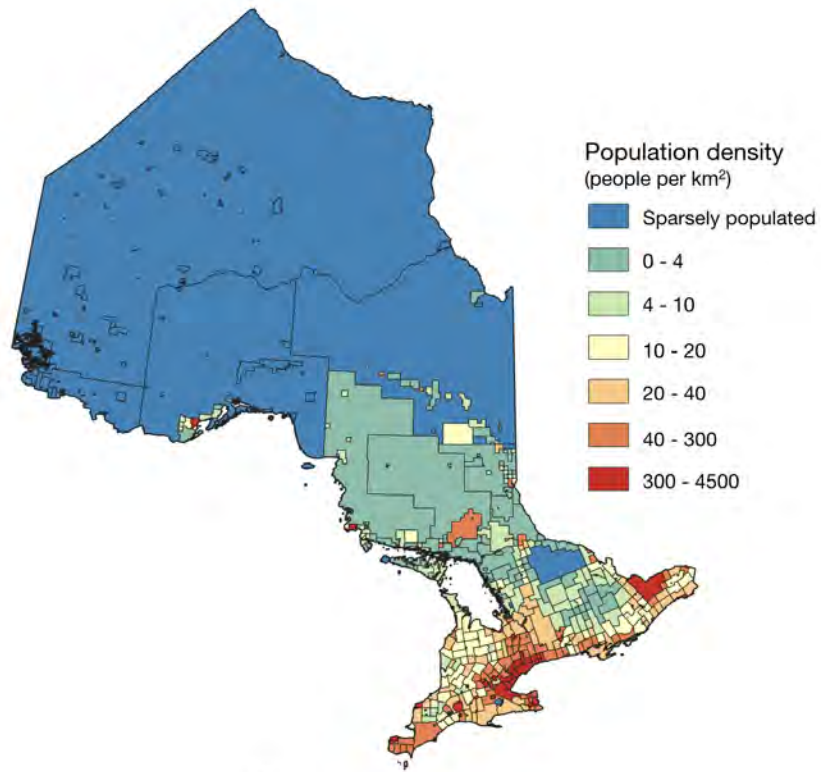 Population density
(people per km²)
Sparsely populated
0 - 4
4 - 10
10 - 20
20 - 40
40 - 300
300 - 4500